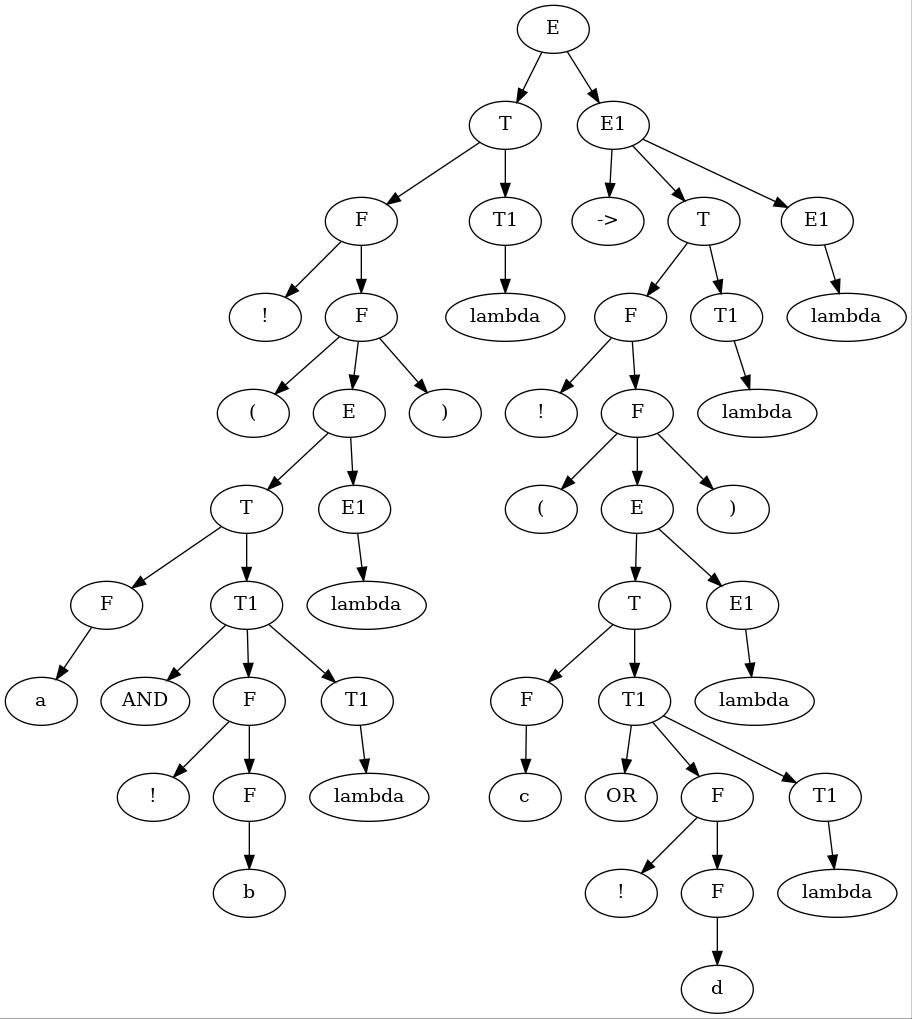 E
T E1
F T1 -> T E1
! F lambda F T1 lambda
( E ) ! F lambda
T E1 ( E )
F T1 lambda T E1
a AND F T1 F T1 lambda
! F lambda c OR F T1
b ! F lambda
d